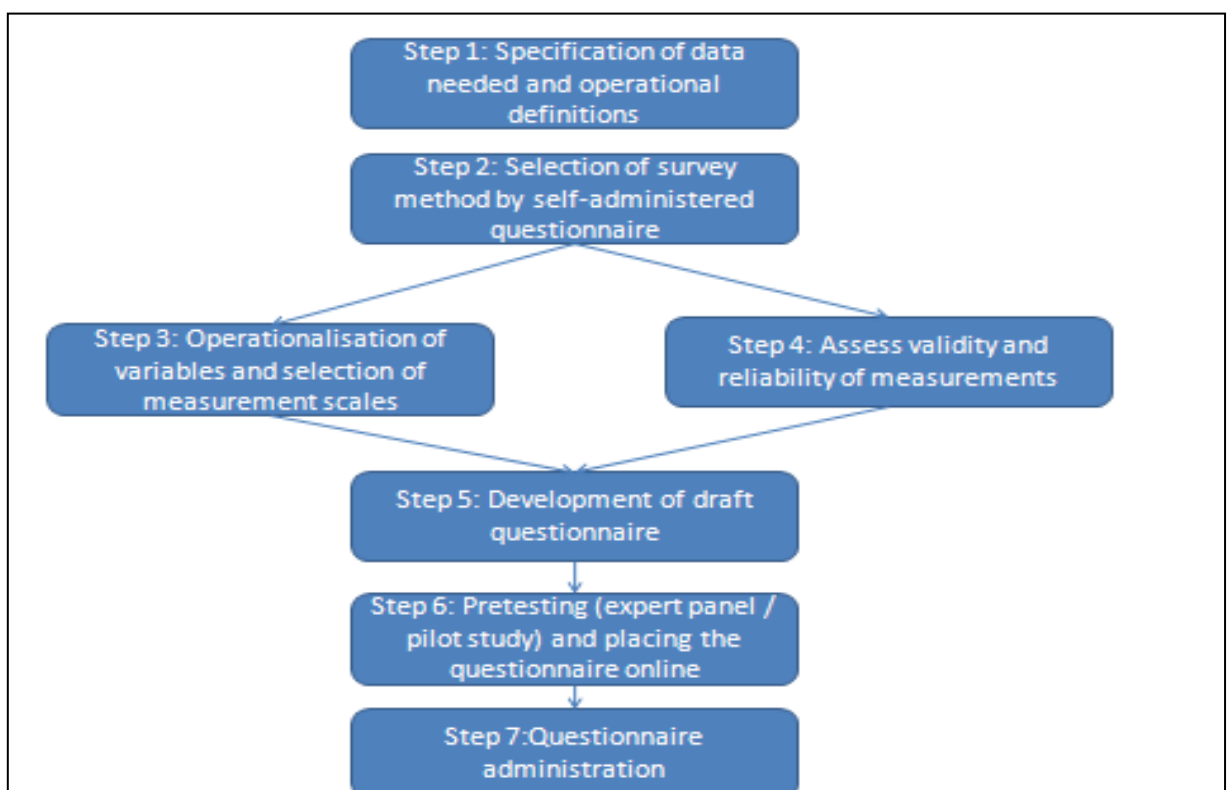 Step 1: Specification of data
needed and operational
definitions
Step 2: Selection of survey
method by self-administered
questionnaire
Step 3: Operationalisation of
variables and selection of
measurement scales
Step 4: Assess validity and
reliability of measurements
Step 5: Development of draft
questionnaire
Step 6: Pretesting (expert panel /
pilot study) and placing the
questionnaire online
Step 7:Questionnaire
administration